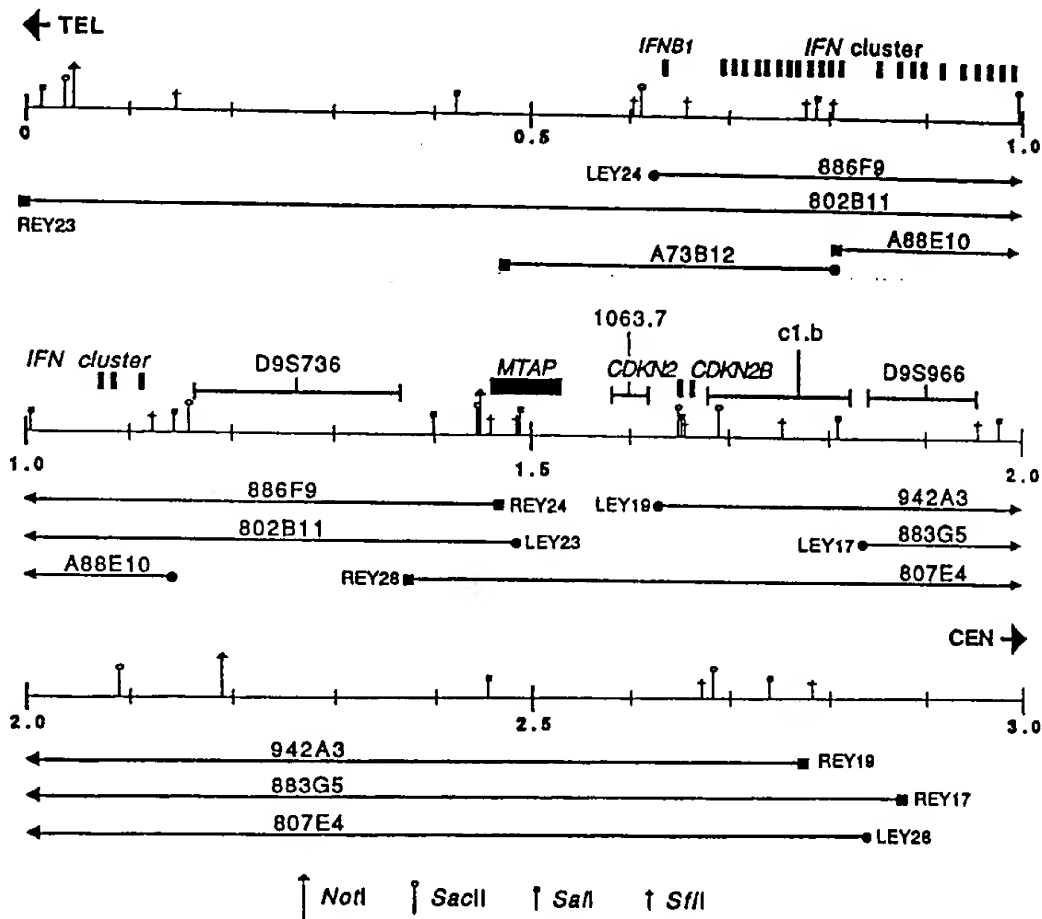 TEL
IFNB1 IFN cluster
0 0.5 1.0
LEY24 886F9
802B11
REY23
A88E10
A73B12
1063.7 c1.b
IFN cluster D9S736 MTAP CDKN2 CDKN2B D9S966
1.0 1.5 2.0
886F9 REY24 LEY19 942A3
802B11 LEY23 LEY17 883G5
A88E10 REY28 807E4
CEN
2.0 2.5 3.0
942A3 REY19
883G5 REY17
807E4 LEY28
NotI SacII SalI SfiI